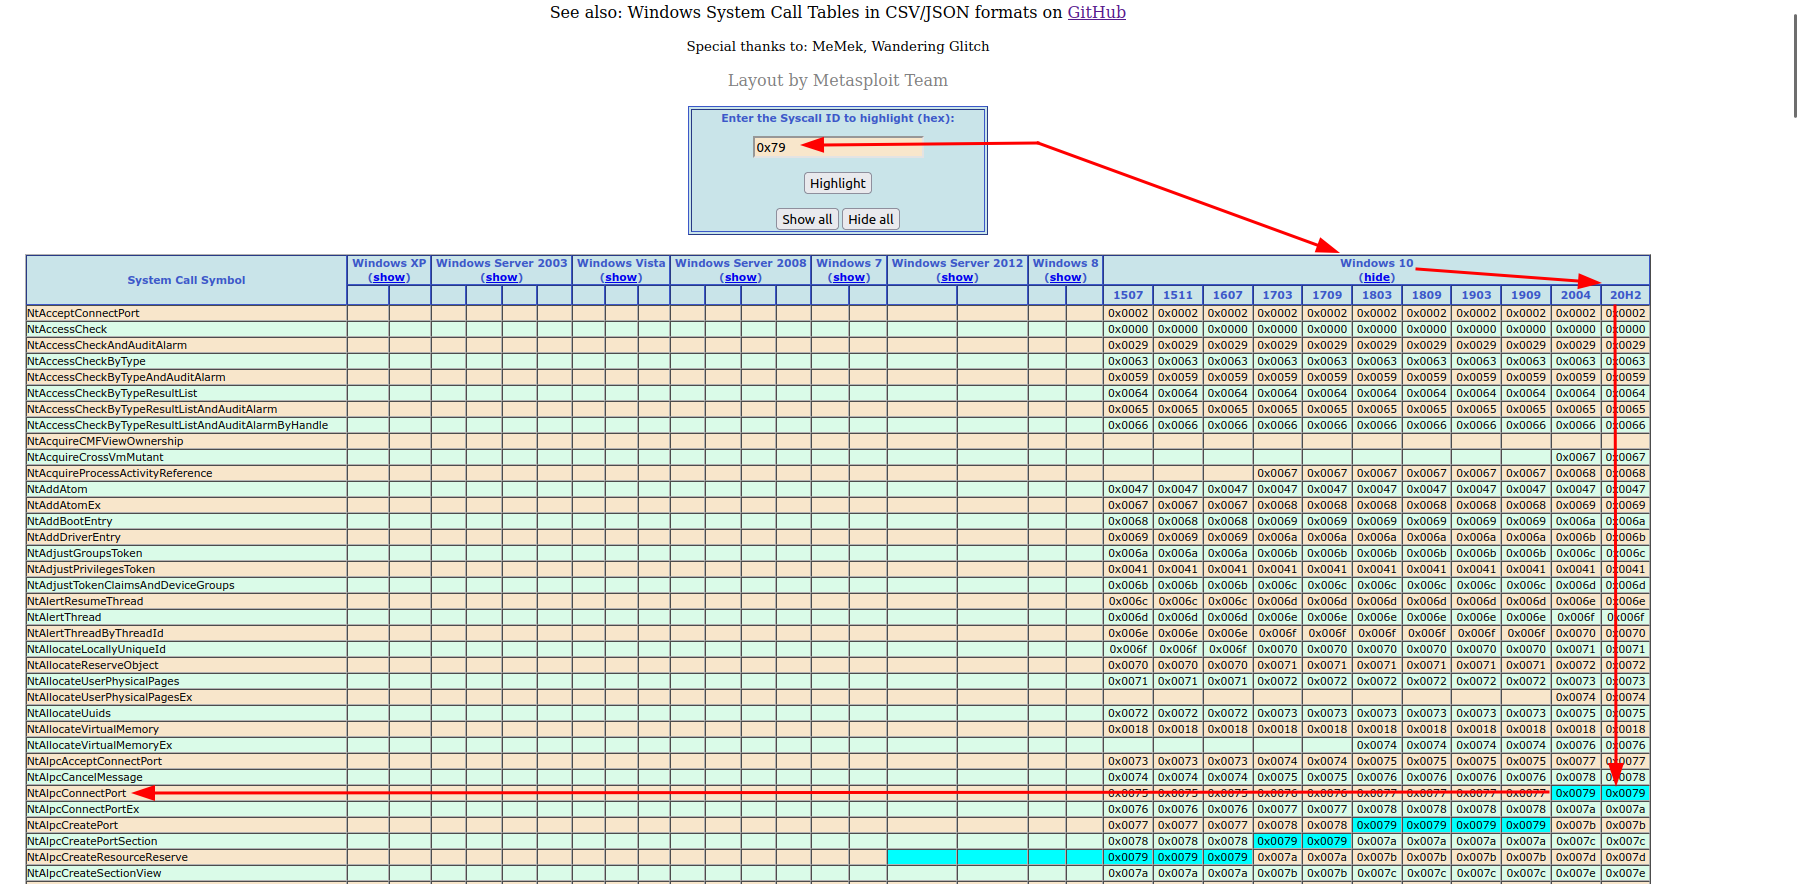 See also: Windows System Call Tables in CSV/JSON formats on GitHub
Special thanks to: MeMek, Wandering Glitch
Layout by Metasploit Team
Enter the Syscall ID to highlight (hex):
0x79
Highlight
Show all Hide all
System Call Symbol Windows XP (show) Windows Server 2003 (show) Windows Vista (show) Windows Server 2008 (show) Windows 7 (show) Windows Server 2012 (show) Windows 8 (show) Windows 10 (hide)
1507 1511 1607 1703 1709 1803 1809 1903 1909 2004 20H2
NtAcceptConnectPort 0x0002 0x0002 0x0002 0x0002 0x0002 0x0002 0x0002 0x0002 0x0002 0x0002 0x0002
NtAccessCheck 0x0000 0x0000 0x0000 0x0000 0x0000 0x0000 0x0000 0x0000 0x0000 0x0000 0x0000
NtAccessCheckAndAuditAlarm 0x0029 0x0029 0x0029 0x0029 0x0029 0x0029 0x0029 0x0029 0x0029 0x0029 0x0029
NtAccessCheckByType 0x0063 0x0063 0x0063 0x0063 0x0063 0x0063 0x0063 0x0063 0x0063 0x0063 0x0063
NtAccessCheckByTypeAndAuditAlarm 0x0059 0x0059 0x0059 0x0059 0x0059 0x0059 0x0059 0x0059 0x0059 0x0059 0x0059
NtAccessCheckByTypeResultList 0x0064 0x0064 0x0064 0x0064 0x0064 0x0064 0x0064 0x0064 0x0064 0x0064 0x0064
NtAccessCheckByTypeResultListAndAuditAlarm 0x0065 0x0065 0x0065 0x0065 0x0065 0x0065 0x0065 0x0065 0x0065 0x0065 0x0065
NtAccessCheckByTypeResultListAndAuditAlarmByHandle 0x0066 0x0066 0x0066 0x0066 0x0066 0x0066 0x0066 0x0066 0x0066 0x0066 0x0066
NtAcquireCMFViewOwnership
NtAcquireCrossVmMutant 0x0067 0x0067
NtAcquireProcessActivityReference 0x0067 0x0067 0x0067 0x0067 0x0067 0x0067 0x0068 0x0068
NtAddAtom 0x0047 0x0047 0x0047 0x0047 0x0047 0x0047 0x0047 0x0047 0x0047 0x0047 0x0047
NtAddAtomEx 0x0067 0x0067 0x0067 0x0068 0x0068 0x0068 0x0068 0x0068 0x0068 0x0069 0x0069
NtAddBootEntry 0x0068 0x0068 0x0068 0x0069 0x0069 0x0069 0x0069 0x0069 0x0069 0x006a 0x006a
NtAddDriverEntry 0x0069 0x0069 0x0069 0x006a 0x006a 0x006a 0x006a 0x006a 0x006a 0x006b 0x006b
NtAdjustGroupsToken 0x006a 0x006a 0x006a 0x006b 0x006b 0x006b 0x006b 0x006b 0x006b 0x006c 0x006c
NtAdjustPrivilegesToken 0x0041 0x0041 0x0041 0x0041 0x0041 0x0041 0x0041 0x0041 0x0041 0x0041 0x0041
NtAdjustTokenClaimsAndDeviceGroups 0x006b 0x006b 0x006b 0x006c 0x006c 0x006c 0x006c 0x006c 0x006c 0x006d 0x006d
NtAlertResumeThread 0x006c 0x006c 0x006c 0x006d 0x006d 0x006d 0x006d 0x006d 0x006d 0x006e 0x006e
NtAlertThread 0x006d 0x006d 0x006d 0x006e 0x006e 0x006e 0x006e 0x006e 0x006e 0x006f 0x006f
NtAlertThreadByThreadId 0x006e 0x006e 0x006e 0x006f 0x006f 0x006f 0x006f 0x006f 0x006f 0x0070 0x0070
NtAllocateLocallyUniqueId 0x006f 0x006f 0x006f 0x0070 0x0070 0x0070 0x0070 0x0070 0x0070 0x0071 0x0071
NtAllocateReserveObject 0x0070 0x0070 0x0070 0x0071 0x0071 0x0071 0x0071 0x0071 0x0071 0x0072 0x0072
NtAllocateUserPhysicalPages 0x0071 0x0071 0x0071 0x0072 0x0072 0x0072 0x0072 0x0072 0x0072 0x0073 0x0073
NtAllocateUserPhysicalPagesEx 0x0074 0x0074
NtAllocateUuids 0x0072 0x0072 0x0072 0x0073 0x0073 0x0073 0x0073 0x0073 0x0073 0x0075 0x0075
NtAllocateVirtualMemory 0x0018 0x0018 0x0018 0x0018 0x0018 0x0018 0x0018 0x0018 0x0018 0x0018 0x0018
NtAllocateVirtualMemoryEx 0x0074 0x0074 0x0074 0x0074 0x0076 0x0076
NtAlpcAcceptConnectPort 0x0073 0x0073 0x0073 0x0074 0x0074 0x0075 0x0075 0x0075 0x0075 0x0077 0x0077
NtAlpcCancelMessage 0x0074 0x0074 0x0074 0x0075 0x0075 0x0076 0x0076 0x0076 0x0076 0x0078 0x0078
NtAlpcConnectPort 0x0075 0x0075 0x0075 0x0076 0x0076 0x0077 0x0077 0x0077 0x0077 0x0079 0x0079
NtAlpcConnectPortEx 0x0076 0x0076 0x0076 0x0077 0x0077 0x0078 0x0078 0x0078 0x0078 0x007a 0x007a
NtAlpcCreatePort 0x0077 0x0077 0x0077 0x0078 0x0078 0x0079 0x0079 0x0079 0x0079 0x007b 0x007b
NtAlpcCreatePortSection 0x0078 0x0078 0x0078 0x0079 0x0079 0x007a 0x007a 0x007a 0x007a 0x007c 0x007c
NtAlpcCreateResourceReserve 0x0079 0x0079 0x0079 0x007a 0x007a 0x007b 0x007b 0x007b 0x007b 0x007d 0x007d
NtAlpcCreateSectionView 0x007a 0x007a 0x007a 0x007b 0x007b 0x007c 0x007c 0x007c 0x007c 0x007e 0x007e